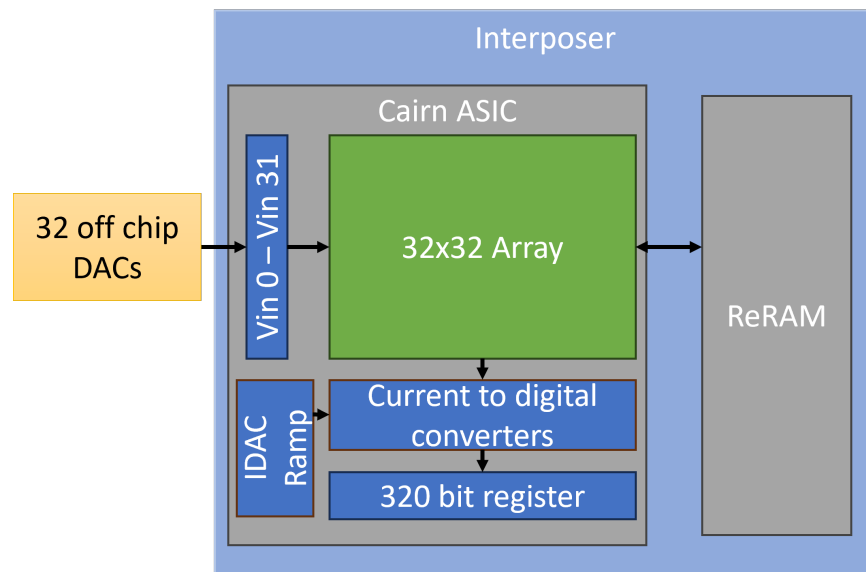 Interposer
Cairn ASIC
32 off chip
DACs
Vin 0 – Vin 31
32x32 Array
ReRAM
IDAC
Ramp
Current to digital
converters
320 bit register